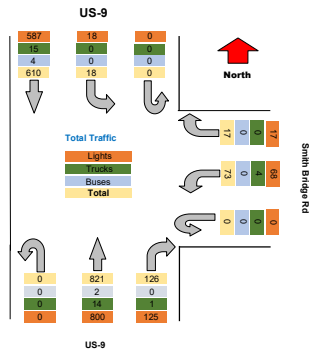 US-9
587 18 0
15 0 0
4 0 0
610 18 0
North
Total Traffic
Lights
Trucks
Buses
Total
17 0 0 17
73 0 4 68
0 0 0 0
Smith Bridge Rd
0 821 126
0 2 0
0 14 1
0 800 125
US-9